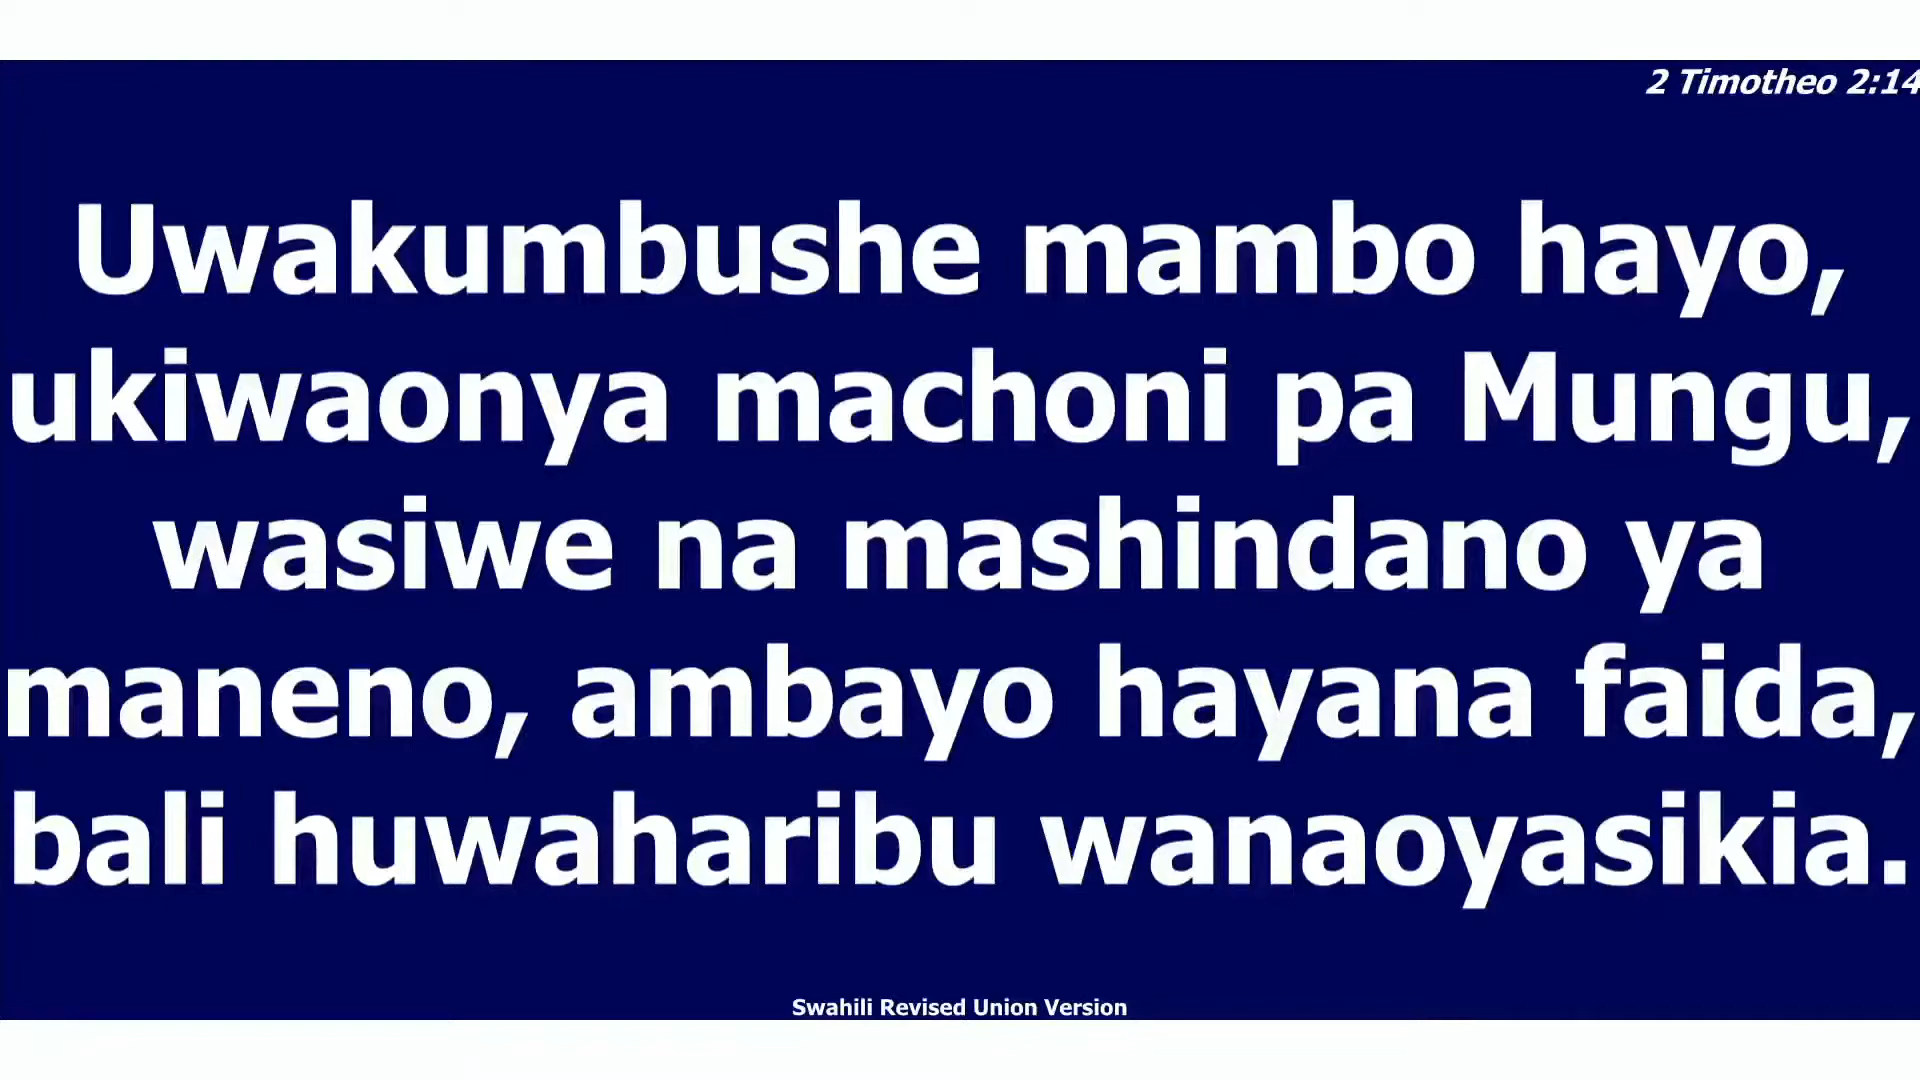 2 Timotheo 2:14
Uwakumbushe mambo hayo,
ukiwaonya machoni pa Mungu,
wasiwe na mashindano ya
maneno, ambayo hayana faida,
bali huwaharibu wanaoyasikia.
Swahili Revised Union Version